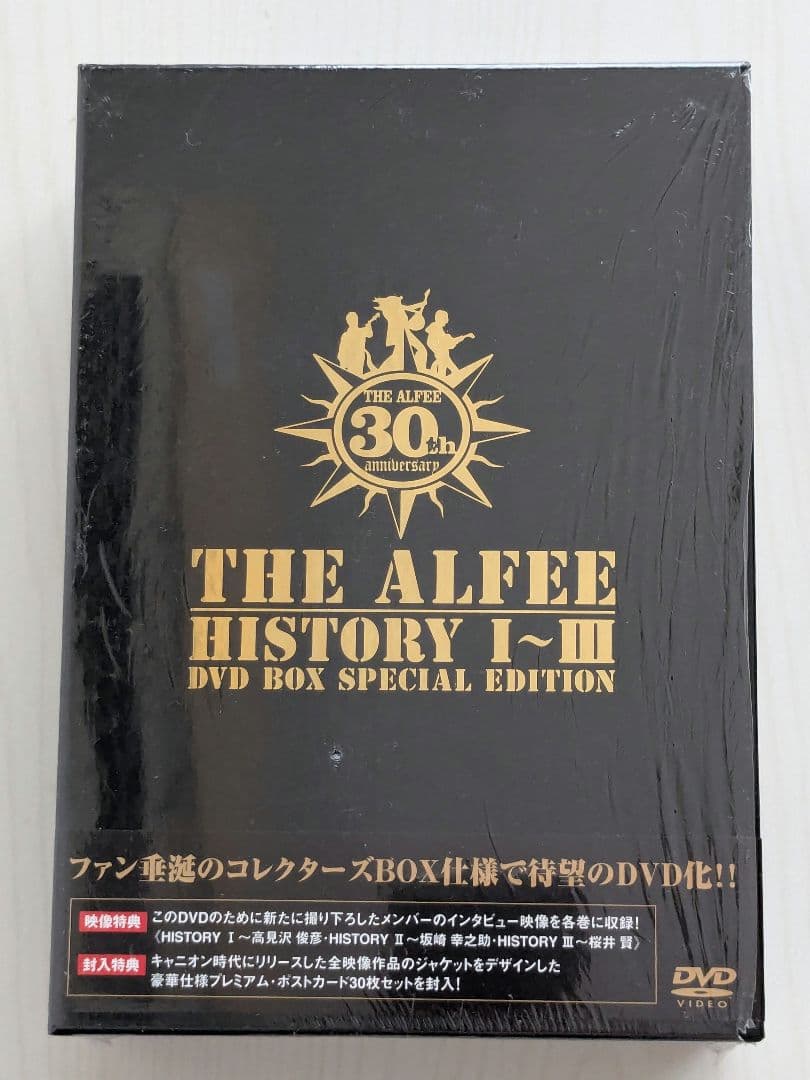 THE ALFEE
30th
anniversary
THE ALFEE
HISTORY I～III
DVD BOX SPECIAL EDITION
ファン垂涎のコレクターズBOX仕様で待望のDVD化!!
映像特典 このDVDのために新たに撮り下ろしたメンバーのインタビュー映像を各巻に収録!
《HISTORY Ⅰ～高見沢 俊彦・HISTORY Ⅱ～坂崎 幸之助・HISTORY Ⅲ～桜井 賢》
封入特典 キャニオン時代にリリースした全映像作品のジャケットをデザインした
豪華仕様プレミアム・ポストカード30枚セットを封入!
DVD
VIDEO